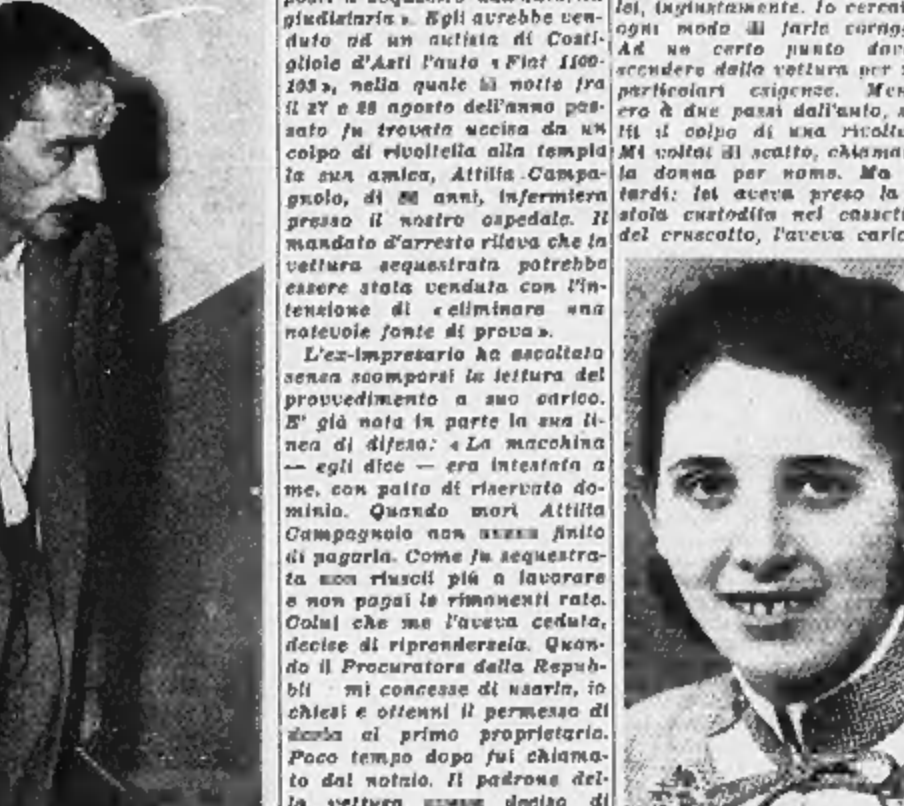 giudiziaria ». Egli avrebbe ven-
duto ad un autista di Costi-
gliole d'Asti l'auto « Fiat 1100-
103 », nella quale la notte fra
il 27 e 28 agosto dell'anno pas-
sato fu trovata uccisa da un
colpo di rivoltella alla tempia
la sua amica, Attilia Campa-
gnolo, di anni, infermiera
presso il nostro ospedale. Il
mandato d'arresto rileva che la
vettura sequestrata potrebbe
essere stata venduta con l'in-
tenzione di « eliminare una
notevole fonte di prova ».
L'ex-impresario ha ascoltato
senza scomporsi la lettura del
provvedimento a suo carico.
E' già nota in parte la sua li-
nea di difesa: « La macchina
— egli dice — era intestata a
me, con patto di riservato do-
minio. Quando morì Attilia
Campagnolo non finito
di pagarla. Come fu sequestra-
ta non riuscii più a lavorare
e non pagai le rimanenti rate.
Colui che me l'aveva ceduta,
decise di riprendersela. Quan-
do il Procuratore della Repub-
bli mi concesse di usarla, io
chiesi e ottenni il permesso di
al primo proprietario.
Poco tempo dopo fui chiama-
to dal notaio. Il padrone del-
la vettura deciso di
lei, ingiustamente. Io cercai
ogni modo di farle coragg
Ad un certo punto dov
scendere dalla vettura per
particolari esigenze. Men
ero a due passi dall'auto, s
tii il colpo di una rivolte
Mi voltai di scatto, chiama
la donna per nome. Ma
tardi: lei aveva preso la
stola custodita nel cassett
del cruscotto, l'aveva caric